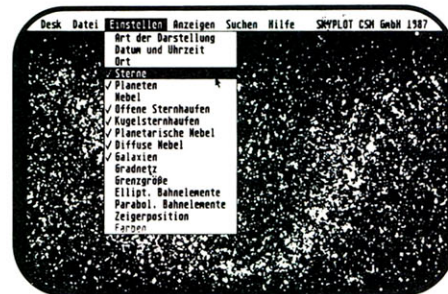 Desk Datei Einstellen Anzeigen Suchen Hilfe SKYPLOT CSM GmbH 1987
Art der Darstellung
Datum und Uhrzeit
Ort
✓ Sterne
✓ Planeten
Nebel
✓ Offene Sternhaufen
✓ Kugelsternhaufen
✓ Planetarische Nebel
✓ Diffuse Nebel
✓ Galaxien
Gradnetz
Grenzgröße
Ellipt. Bahnelemente
Parabol. Bahnelemente
Zeigerposition
Farben